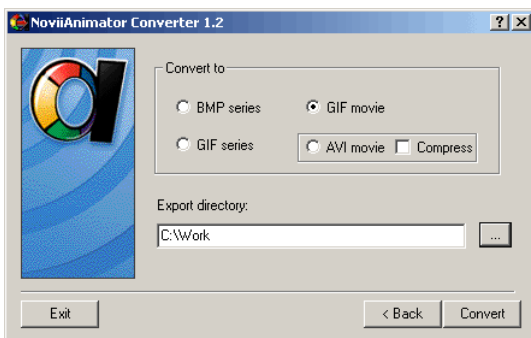 NoviiAnimator Converter 1.2
Convert to
BMP series GIF movie
GIF series AVI movie Compress
Export directory:
C:\Work ...
Exit < Back Convert